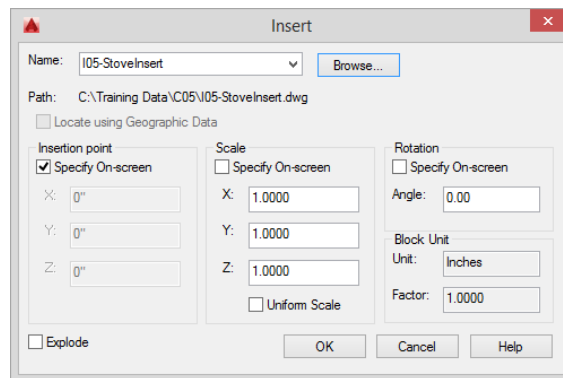 Insert
Name: I05-StoveInsert Browse...
Path: C:\Training Data\C05\I05-StoveInsert.dwg
Locate using Geographic Data
Insertion point
Specify On-screen
X: 0"
Y: 0"
Z: 0"
Scale
Specify On-screen
X: 1.0000
Y: 1.0000
Z: 1.0000
Uniform Scale
Rotation
Specify On-screen
Angle: 0.00
Block Unit
Unit: Inches
Factor: 1.0000
Explode
OK Cancel Help